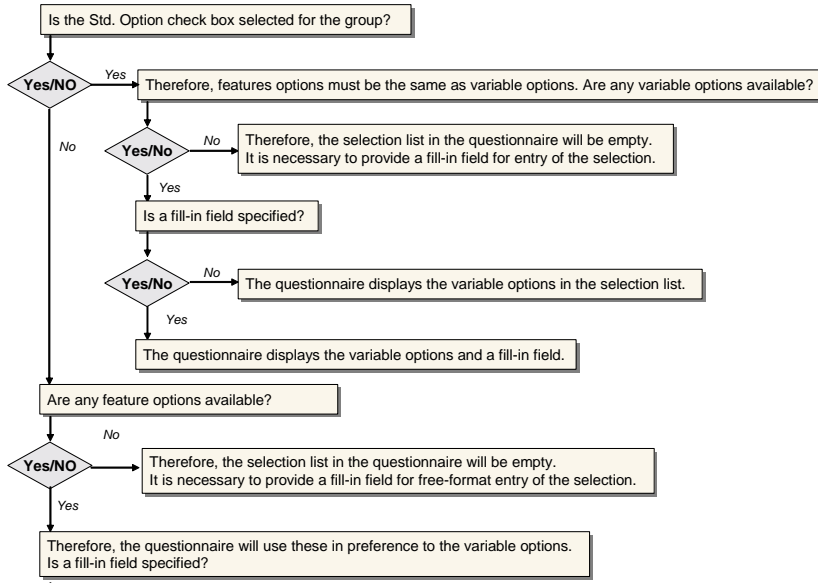 Is the Std. Option check box selected for the group?
Yes/NO
Yes
Therefore, features options must be the same as variable options. Are any variable options available?
No
Yes/No
No
Therefore, the selection list in the questionnaire will be empty.
It is necessary to provide a fill-in field for entry of the selection.
Yes
Is a fill-in field specified?
Yes/No
No
The questionnaire displays the variable options in the selection list.
Yes
The questionnaire displays the variable options and a fill-in field.
Are any feature options available?
No
Yes/NO
Therefore, the selection list in the questionnaire will be empty.
It is necessary to provide a fill-in field for free-format entry of the selection.
Yes
Therefore, the questionnaire will use these in preference to the variable options.
Is a fill-in field specified?